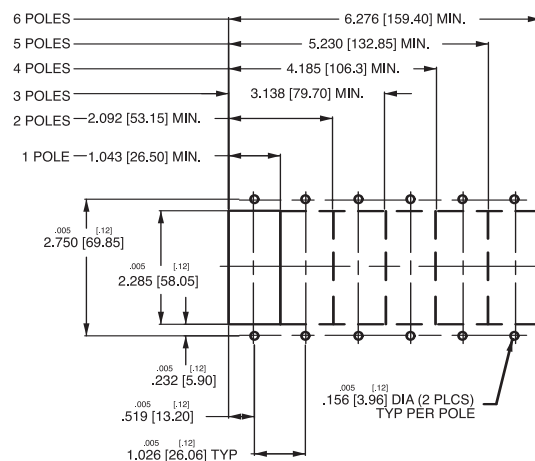 6 POLES 6.276 [159.40] MIN.
5 POLES 5.230 [132.85] MIN.
4 POLES 4.185 [106.3] MIN.
3 POLES 3.138 [79.70] MIN.
2 POLES 2.092 [53.15] MIN.
1 POLE 1.043 [26.50] MIN.
.005 [.12]
2.750 [69.85]
.005 [.12]
2.285 [58.05]
.005 [.12]
.232 [5.90]
.005 [.12]
.156 [3.96] DIA (2 PLCS)
TYP PER POLE
.005 [.12]
.519 [13.20]
.005 [.12]
1.026 [26.06] TYP